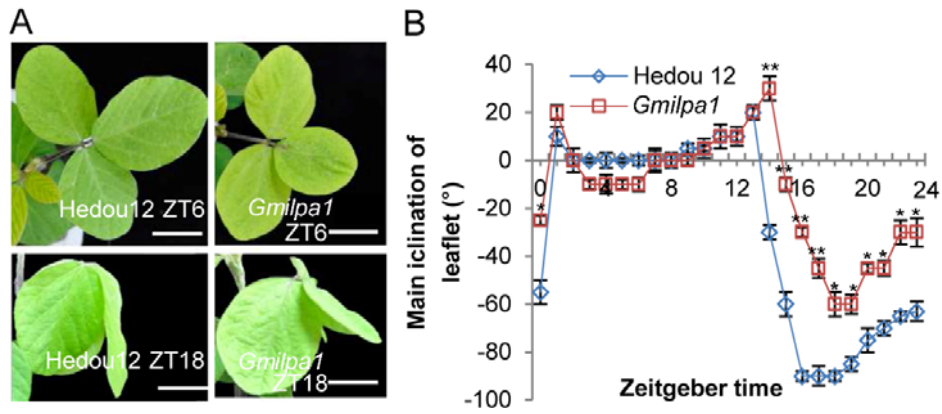 A
Hedou12 ZT6
Gmilpa1
ZT6
Hedou12 ZT18
Gmilpa1
ZT18
B
Main iclination of
leaflet (°)
40
20
0
-20
-40
-60
-80
-100
Hedou 12
Gmilpa1
**
*
**
**
**
*
*
*
*
*
*
0 4 8 12 16 20 24
Zeitgeber time